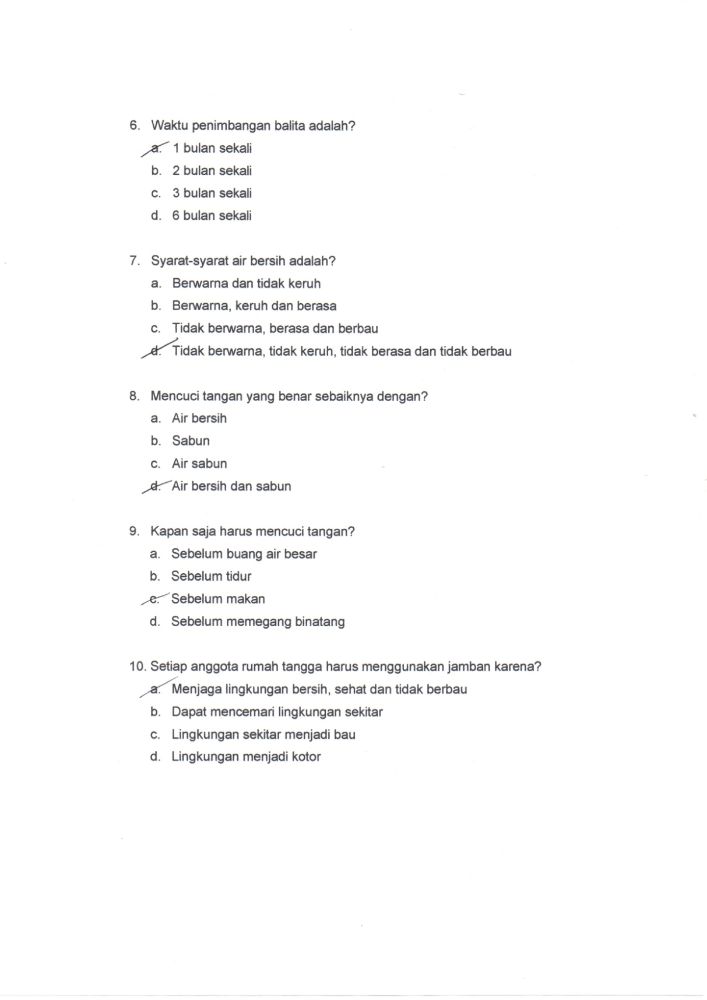 6. Waktu penimbangan balita adalah?
a. 1 bulan sekali
b. 2 bulan sekali
c. 3 bulan sekali
d. 6 bulan sekali
7. Syarat-syarat air bersih adalah?
a. Berwarna dan tidak keruh
b. Berwarna, keruh dan berasa
c. Tidak berwarna, berasa dan berbau
d. Tidak berwarna, tidak keruh, tidak berasa dan tidak berbau
8. Mencuci tangan yang benar sebaiknya dengan?
a. Air bersih
b. Sabun
c. Air sabun
d. Air bersih dan sabun
9. Kapan saja harus mencuci tangan?
a. Sebelum buang air besar
b. Sebelum tidur
c. Sebelum makan
d. Sebelum memegang binatang
10. Setiap anggota rumah tangga harus menggunakan jamban karena?
a. Menjaga lingkungan bersih, sehat dan tidak berbau
b. Dapat mencemari lingkungan sekitar
c. Lingkungan sekitar menjadi bau
d. Lingkungan menjadi kotor